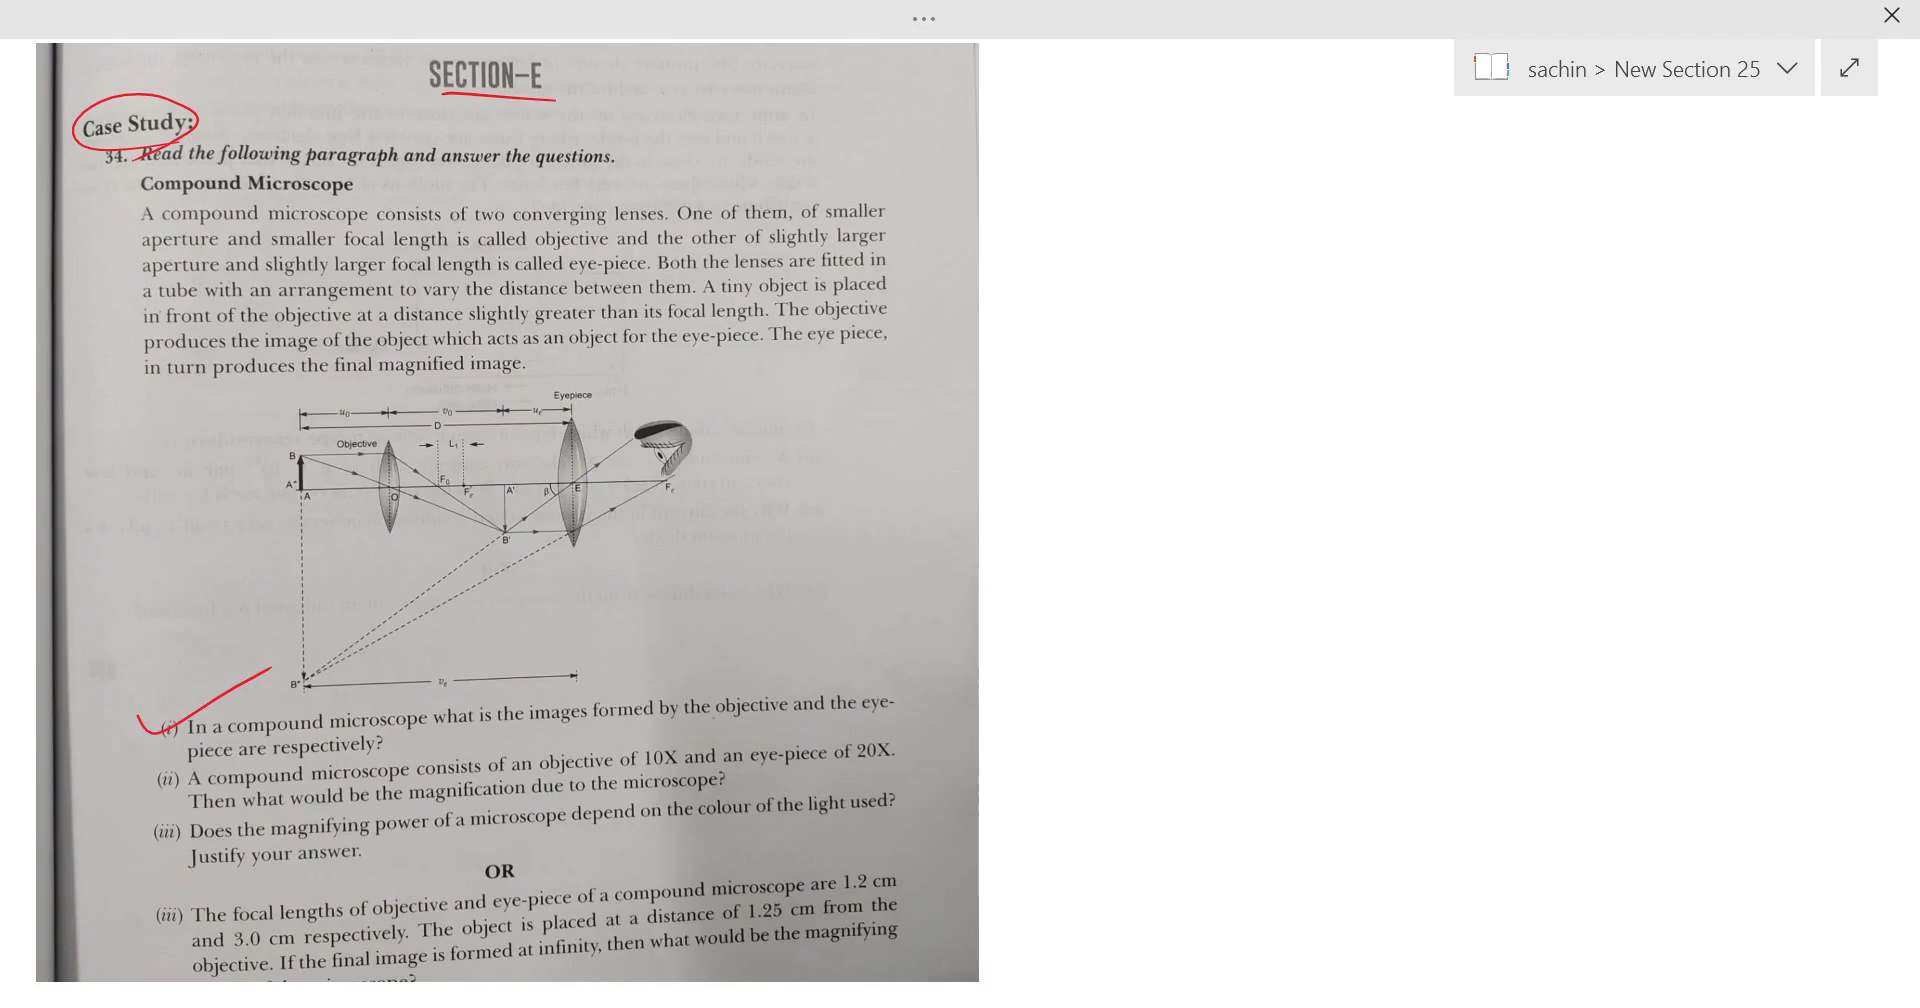 sachin > New Section 25
SECTION–E
Case Study:
34. Read the following paragraph and answer the questions.
Compound Microscope
A compound microscope consists of two converging lenses. One of them, of smaller
aperture and smaller focal length is called objective and the other of slightly larger
aperture and slightly larger focal length is called eye-piece. Both the lenses are fitted in
a tube with an arrangement to vary the distance between them. A tiny object is placed
in front of the objective at a distance slightly greater than its focal length. The objective
produces the image of the object which acts as an object for the eye-piece. The eye piece,
in turn produces the final magnified image.
Eyepiece
u₀ v₀ uₑ
D
Objective L₁
B
A" A O F₀ Fₑ' A' β E Fₑ
B'
B" vₑ
(i) In a compound microscope what is the images formed by the objective and the eye-
piece are respectively?
(ii) A compound microscope consists of an objective of 10X and an eye-piece of 20X.
Then what would be the magnification due to the microscope?
(iii) Does the magnifying power of a microscope depend on the colour of the light used?
Justify your answer.
OR
(iii) The focal lengths of objective and eye-piece of a compound microscope are 1.2 cm
and 3.0 cm respectively. The object is placed at a distance of 1.25 cm from the
objective. If the final image is formed at infinity, then what would be the magnifying